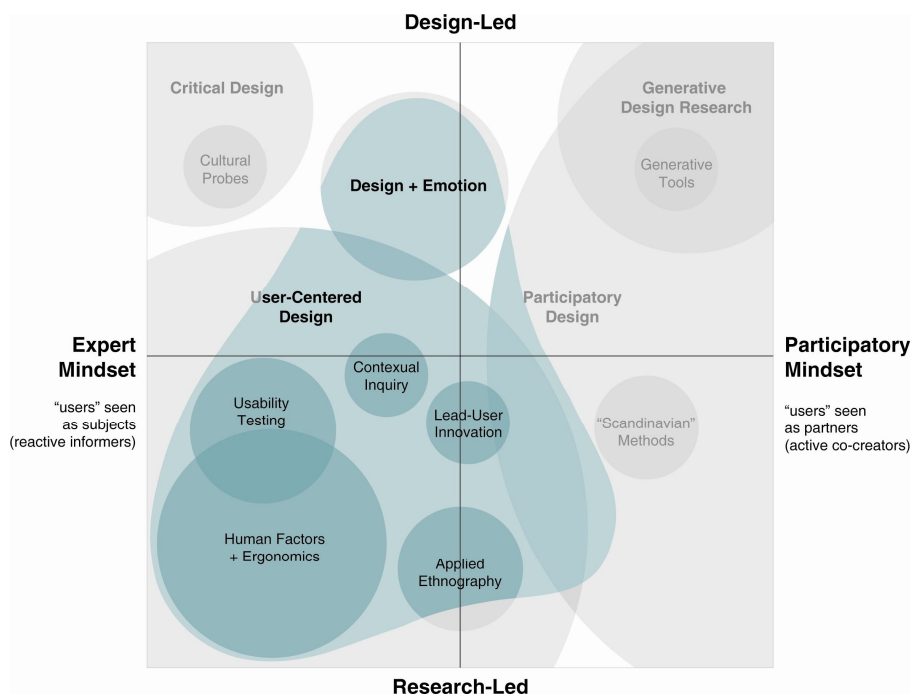 Design-Led
Critical Design
Cultural
Probes
Generative
Design Research
Generative
Tools
Design + Emotion
User-Centered
Design
Participatory
Design
Expert
Mindset
“users” seen
as subjects
(reactive informers)
Participatory
Mindset
“users” seen
as partners
(active co-creators)
Contexual
Inquiry
Usability
Testing
Lead-User
Innovation
“Scandinavian”
Methods
Human Factors
+ Ergonomics
Applied
Ethnography
Research-Led